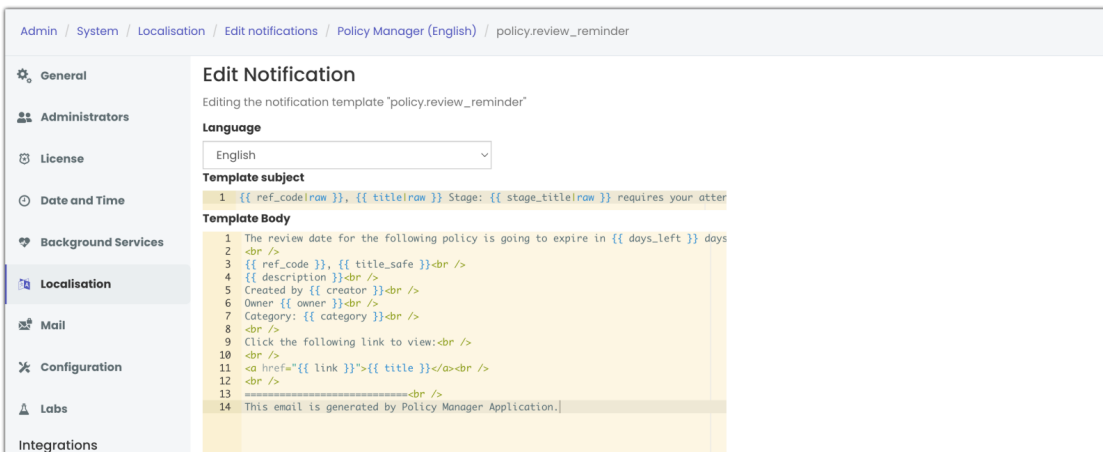 Admin / System / Localisation / Edit notifications / Policy Manager (English) / policy.review_reminder
General
Administrators
License
Date and Time
Background Services
Localisation
Mail
Configuration
Labs
Integrations
Edit Notification
Editing the notification template "policy.review_reminder"
Language
English
Template subject
1 {{ ref_code|raw }}, {{ title|raw }} Stage: {{ stage_title|raw }} requires your atter
Template Body
1 The review date for the following policy is going to expire in {{ days_left }} days
2 <br />
3 {{ ref_code }}, {{ title_safe }}<br />
4 {{ description }}<br />
5 Created by {{ creator }}<br />
6 Owner {{ owner }}<br />
7 Category: {{ category }}<br />
8 <br />
9 Click the following link to view:<br />
10 <br />
11 <a href="{{ link }}">{{ title }}</a><br />
12 <br />
13 ============================<br />
14 This email is generated by Policy Manager Application.